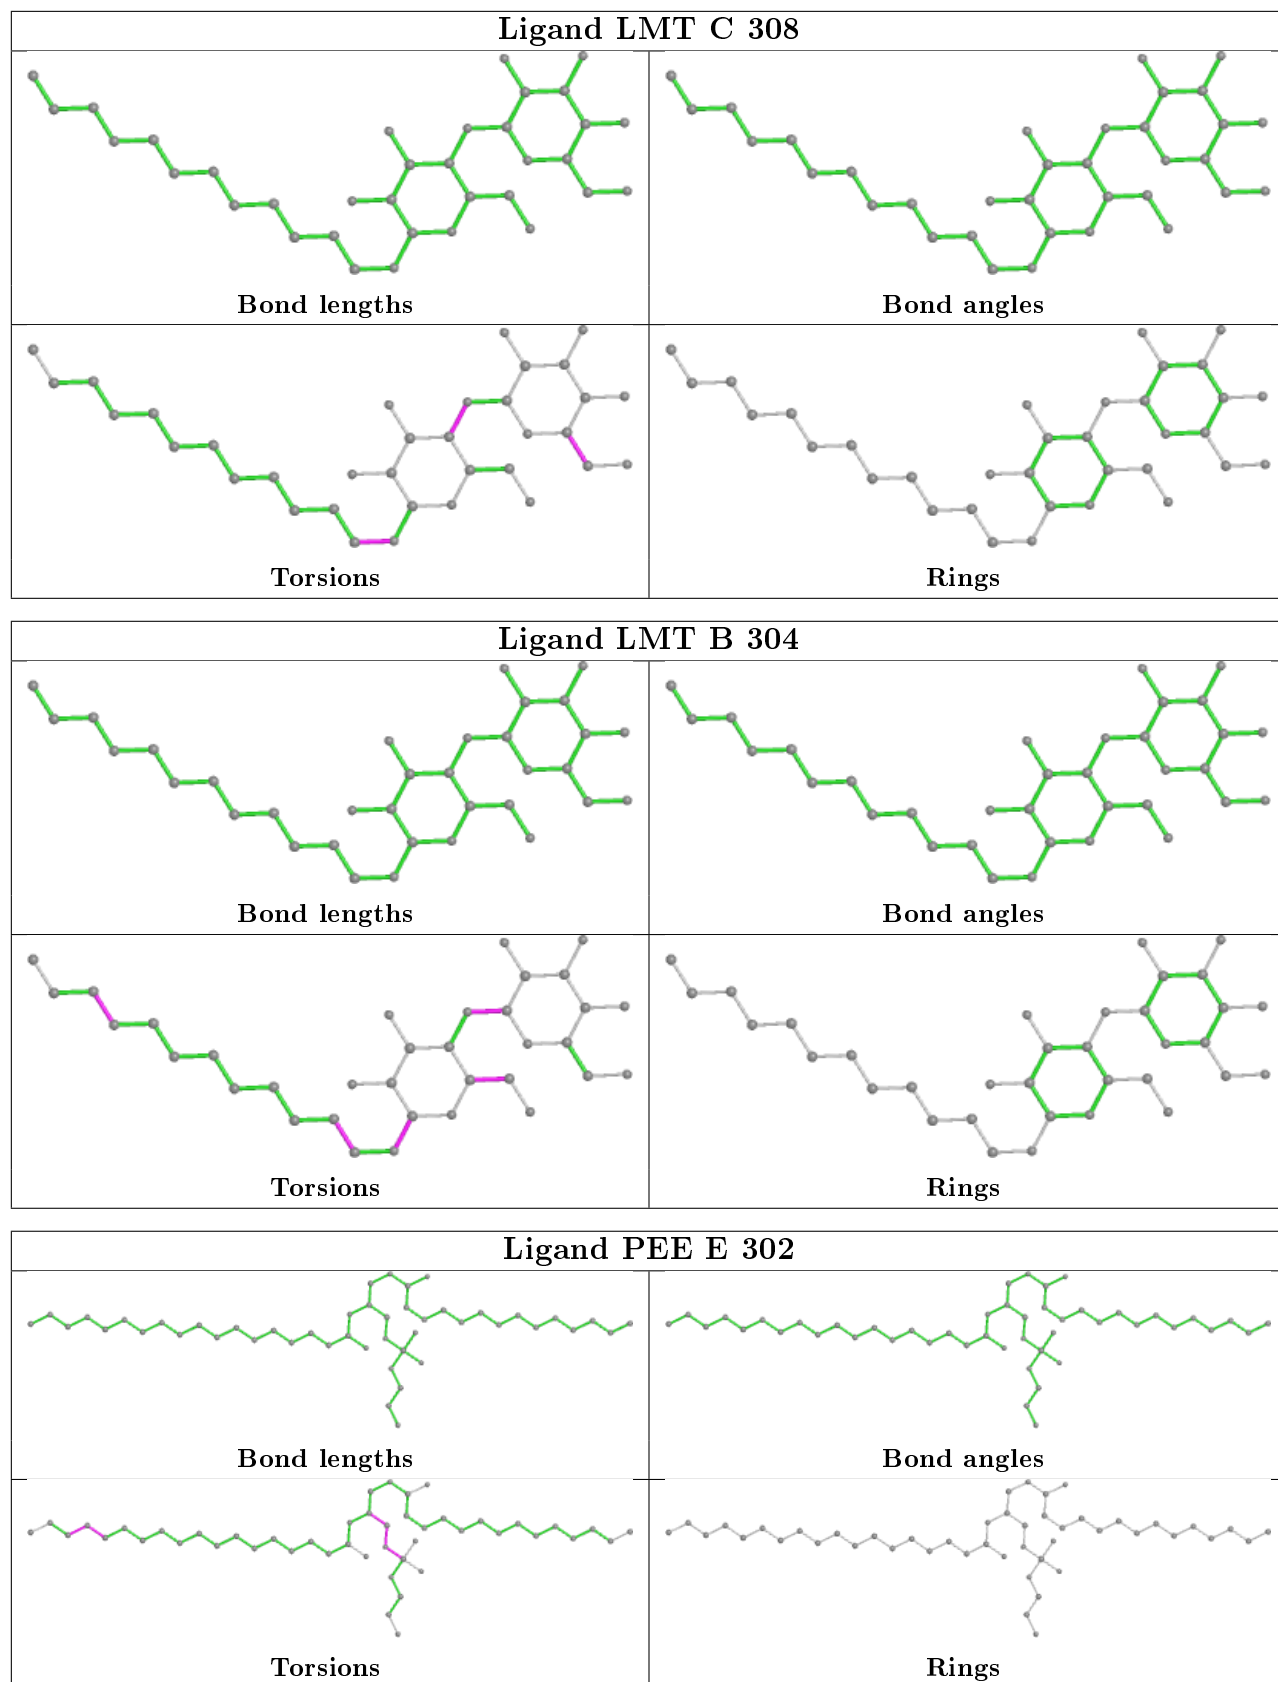 Ligand LMT C 308
Bond lengths
Bond angles
Torsions
Rings
Ligand LMT B 304
Bond lengths
Bond angles
Torsions
Rings
Ligand PEE E 302
Bond lengths
Bond angles
Torsions
Rings